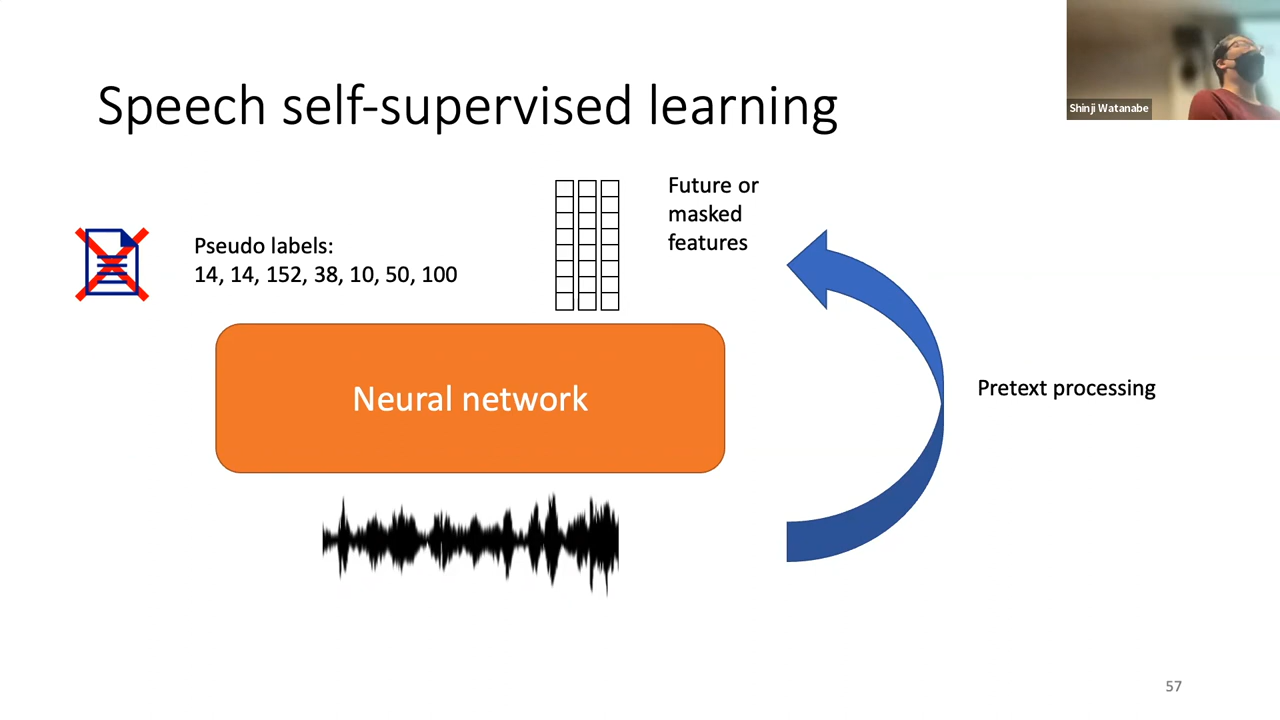 Shinji Watanabe
Speech self-supervised learning
Pseudo labels:
14, 14, 152, 38, 10, 50, 100
Future or
masked
features
Neural network
Pretext processing
57